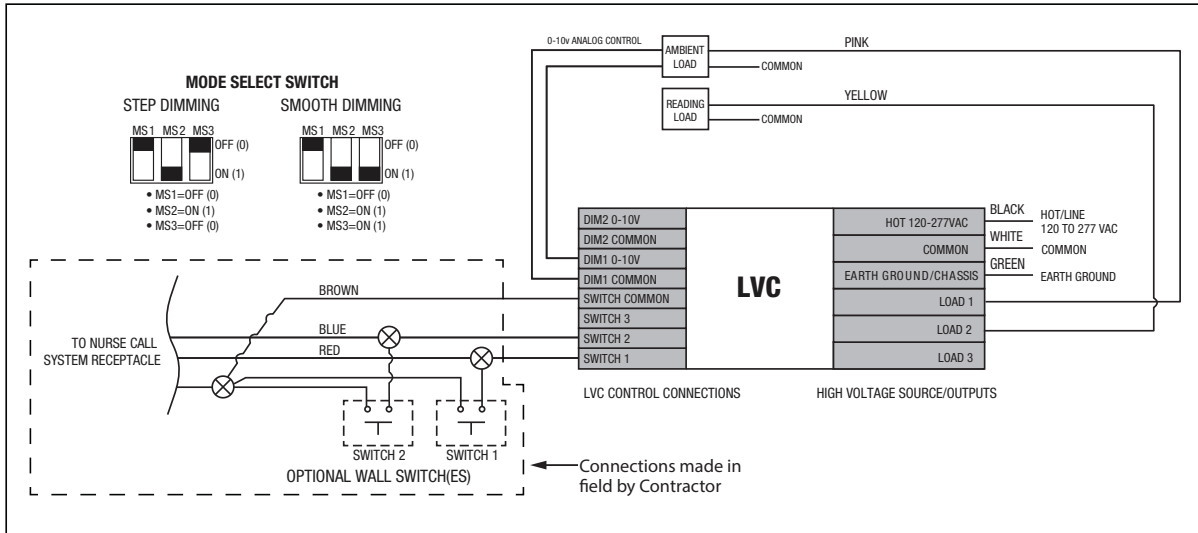 MODE SELECT SWITCH
STEP DIMMING
MS1 MS2 MS3
OFF (0)
ON (1)
• MS1=OFF (0)
• MS2=ON (1)
• MS3=OFF (0)
SMOOTH DIMMING
MS1 MS2 MS3
OFF (0)
ON (1)
• MS1=OFF (0)
• MS2=ON (1)
• MS3=ON (1)
0-10v ANALOG CONTROL
AMBIENT
LOAD
PINK
COMMON
READING
LOAD
YELLOW
COMMON
DIM2 0-10V
DIM2 COMMON
DIM1 0-10V
DIM1 COMMON
SWITCH COMMON
SWITCH 3
SWITCH 2
SWITCH 1
LVC
HOT 120-277VAC
COMMON
EARTH GROUND/CHASSIS
LOAD 1
LOAD 2
LOAD 3
BLACK
HOT/LINE
120 TO 277 VAC
WHITE
COMMON
GREEN
EARTH GROUND
LVC CONTROL CONNECTIONS
HIGH VOLTAGE SOURCE/OUTPUTS
TO NURSE CALL
SYSTEM RECEPTACLE
BROWN
BLUE
RED
SWITCH 2
SWITCH 1
OPTIONAL WALL SWITCH(ES)
Connections made in
field by Contractor